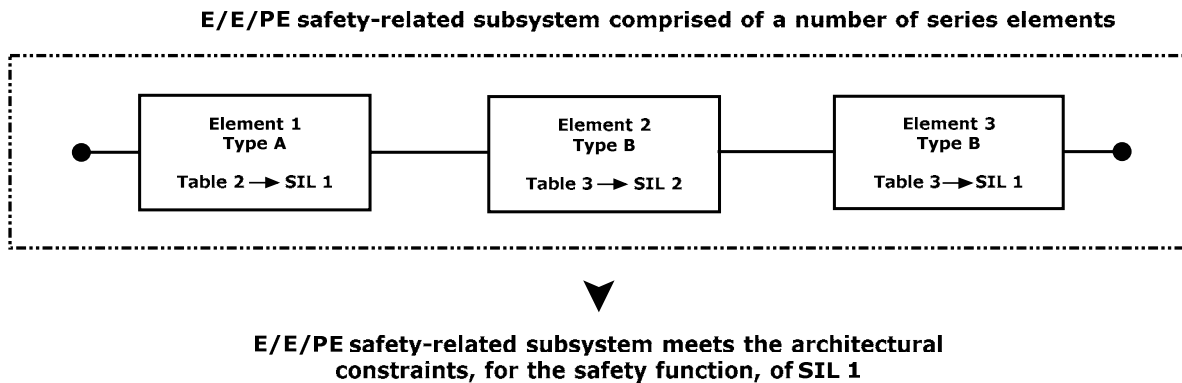 E/E/PE safety-related subsystem comprised of a number of series elements
Element 1
Type A
Table 2 → SIL 1
Element 2
Type B
Table 3 → SIL 2
Element 3
Type B
Table 3 → SIL 1
E/E/PE safety-related subsystem meets the architectural
constraints, for the safety function, of SIL 1